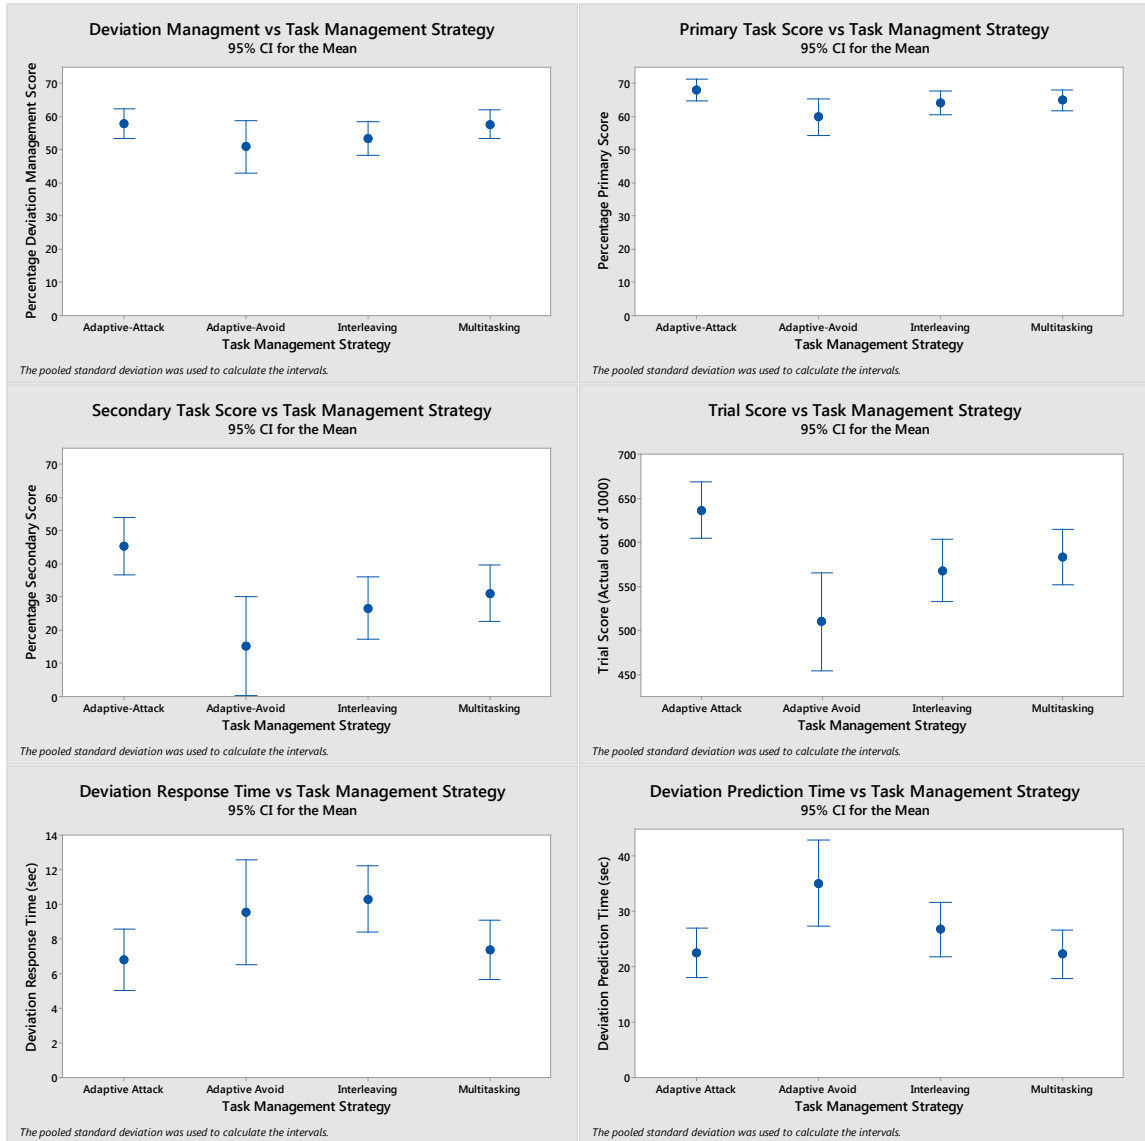 Deviation Managment vs Task Management Strategy
95% CI for the Mean
Percentage Deviation Management Score
70
60
50
40
30
20
10
0
Adaptive-Attack Adaptive-Avoid Interleaving Multitasking
Task Management Strategy
The pooled standard deviation was used to calculate the intervals.
Primary Task Score vs Task Managment Strategy
95% CI for the Mean
Percentage Primary Score
70
60
50
40
30
20
10
0
Adaptive-Attack Adaptive-Avoid Interleaving Multitasking
Task Management Strategy
The pooled standard deviation was used to calculate the intervals.
Secondary Task Score vs Task Management Strategy
95% CI for the Mean
Percentage Secondary Score
70
60
50
40
30
20
10
0
Adaptive-Attack Adaptive-Avoid Interleaving Multitasking
Task Management Strategy
The pooled standard deviation was used to calculate the intervals.
Trial Score vs Task Management Strategy
95% CI for the Mean
Trial Score (Actual out of 1000)
700
650
600
550
500
450
Adaptive Attack Adaptive Avoid Interleaving Multitasking
Task Management Strategy
The pooled standard deviation was used to calculate the intervals.
Deviation Response Time vs Task Management Strategy
95% CI for the Mean
Deviation Response Time (sec)
14
12
10
8
6
4
2
0
Adaptive Attack Adaptive Avoid Interleaving Multitasking
Task Management Strategy
The pooled standard deviation was used to calculate the intervals.
Deviation Prediction Time vs Task Management Strategy
95% CI for the Mean
Deviation Prediction Time (sec)
40
30
20
10
0
Adaptive Attack Adaptive Avoid Interleaving Multitasking
Task Management Strategy
The pooled standard deviation was used to calculate the intervals.